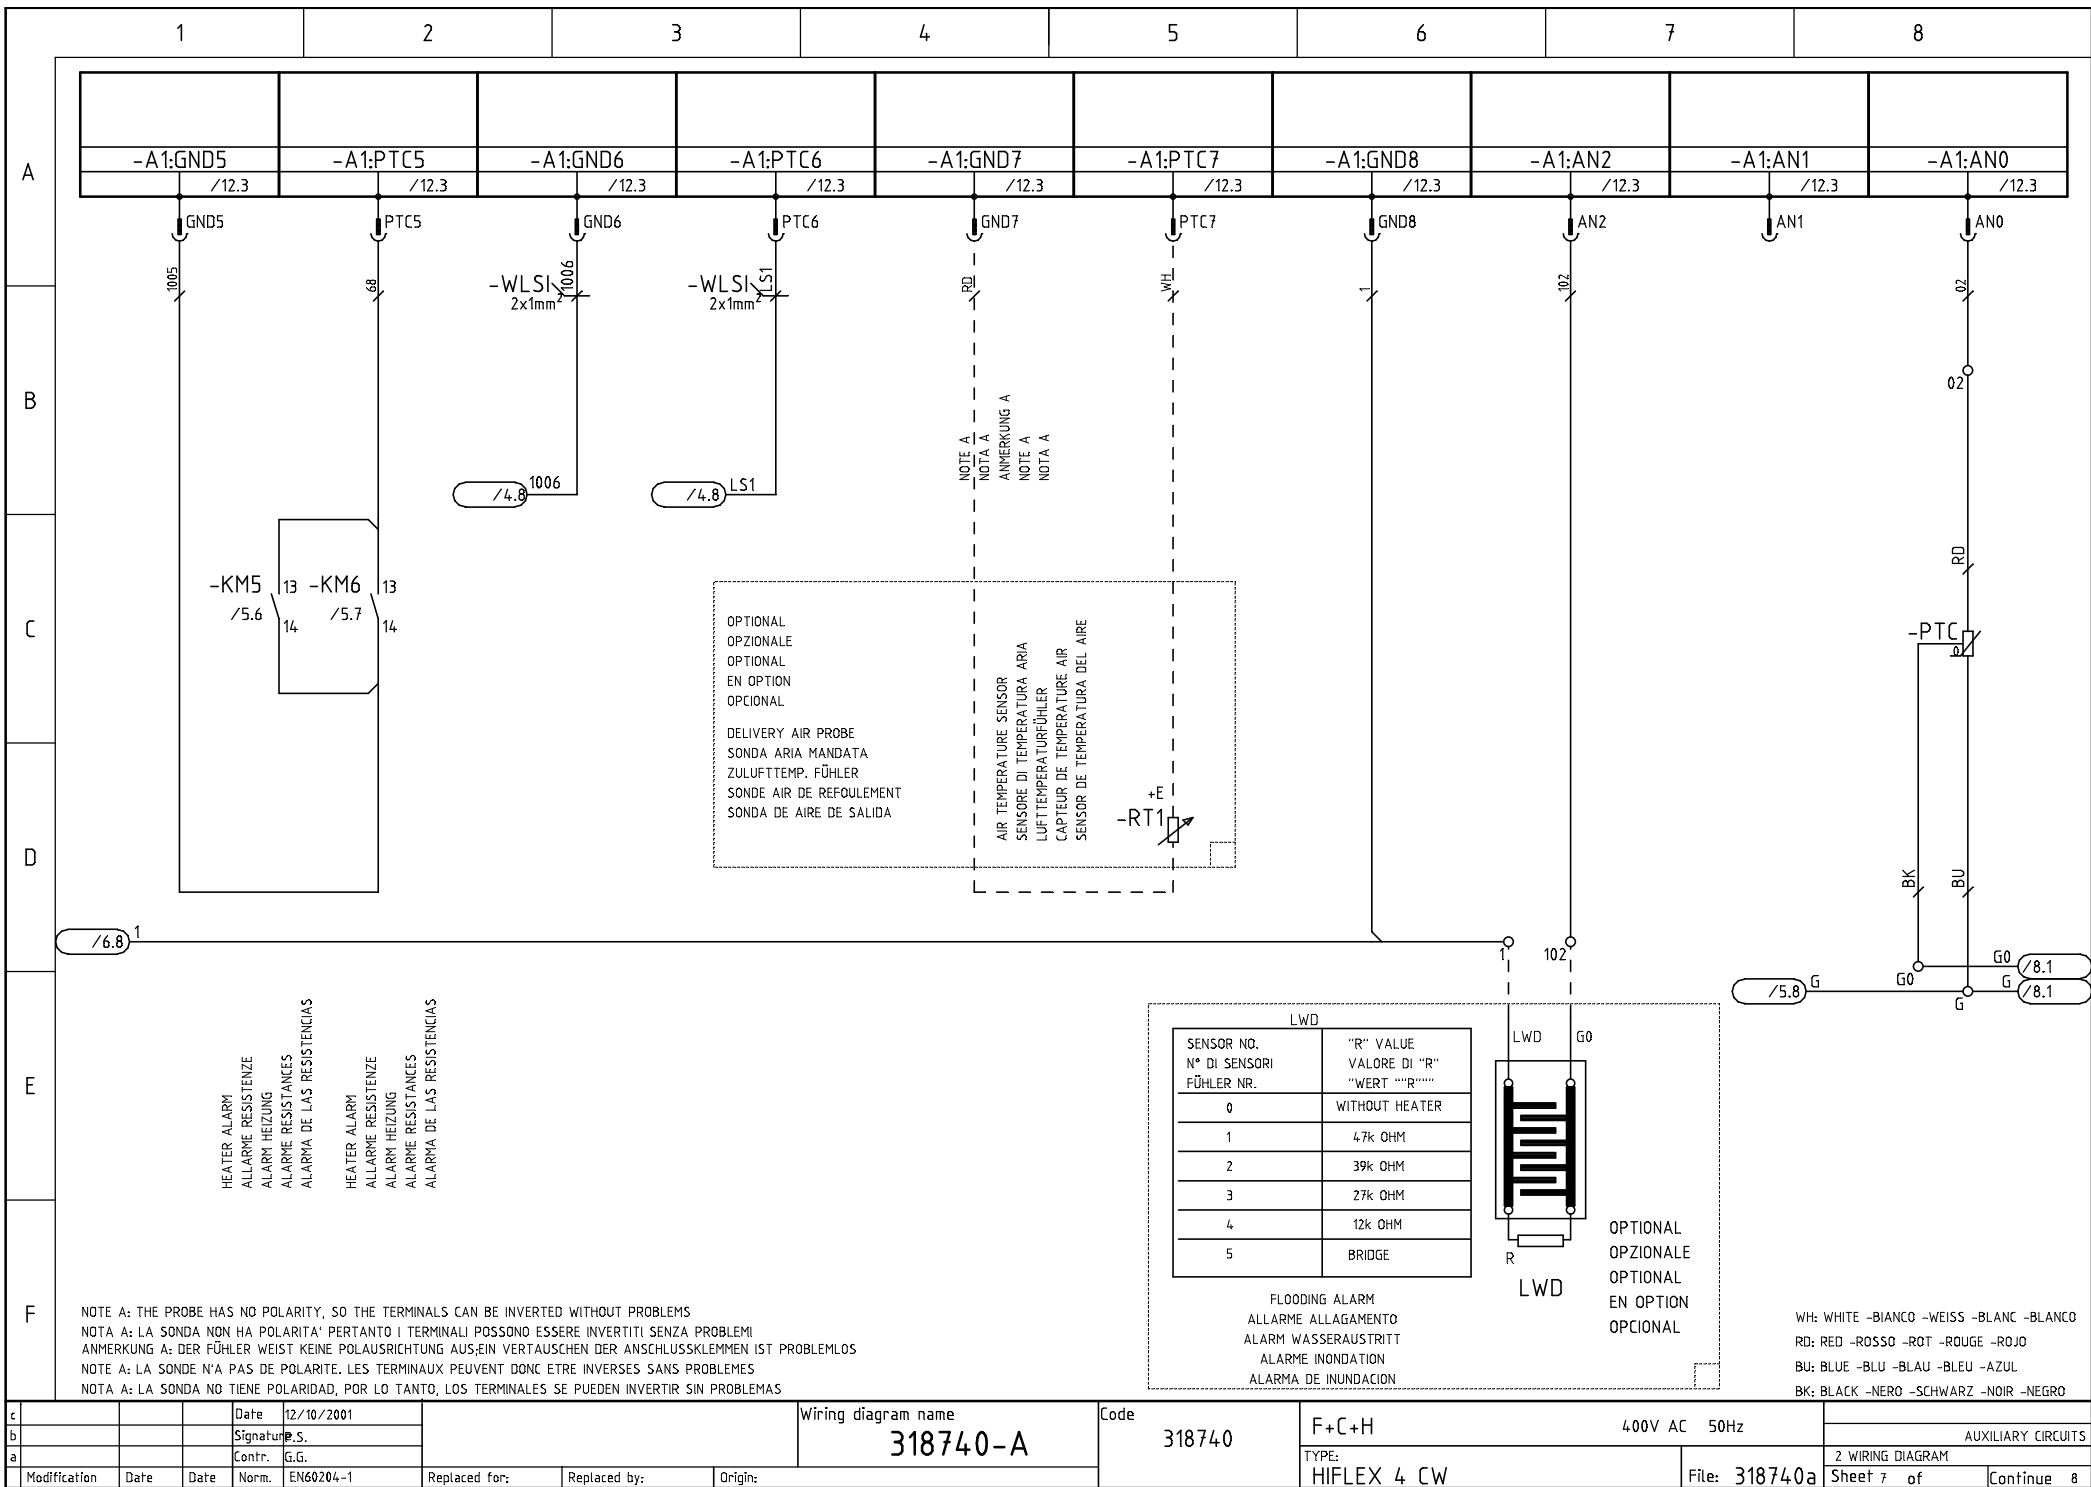 1 2 3 4 5 6 7 8
A
-A1:GND5 -A1:PTC5 -A1:GND6 -A1:PTC6 -A1:GND7 -A1:PTC7 -A1:GND8 -A1:AN2 -A1:AN1 -A1:AN0
/12.3 /12.3 /12.3 /12.3 /12.3 /12.3 /12.3 /12.3 /12.3 /12.3
GND5 PTC5 GND6 PTC6 GND7 PTC7 GND8 AN2 AN1 AN0
1005 68 1006 LS1 RD WH 1 102 02
-WLSI -WLSI
2x1mm² 2x1mm²
B
02
NOTE A
NOTA A
ANMERKUNG A
NOTE A
NOTA A
/4.8 1006
/4.8 LS1
C
-KM5 13 -KM6 13
/5.6 14 /5.7 14
RD
-PTC
0
OPTIONAL
OPZIONALE
OPTIONAL
EN OPTION
OPCIONAL
DELIVERY AIR PROBE
SONDA ARIA MANDATA
ZULUFTTEMP. FÜHLER
SONDE AIR DE REFOULEMENT
SONDA DE AIRE DE SALIDA
AIR TEMPERATURE SENSOR
SENSORE DI TEMPERATURA ARIA
LUFTTEMPERATURFÜHLER
CAPTEUR DE TEMPERATURE AIR
SENSOR DE TEMPERATURA DEL AIRE
+E
-RT1
D
BK BU
/6.8 1
1 102
G0 G0 /8.1
/5.8 G G G /8.1
E
HEATER ALARM
ALLARME RESISTENZE
ALARM HEIZUNG
ALARME RESISTANCES
ALARMA DE LAS RESISTENCIAS
HEATER ALARM
ALLARME RESISTENZE
ALARM HEIZUNG
ALARME RESISTANCES
ALARMA DE LAS RESISTENCIAS
LWD
SENSOR NO. "R" VALUE
N° DI SENSORI VALORE DI "R"
FÜHLER NR. "WERT ""R"""
0 WITHOUT HEATER
1 47k OHM
2 39k OHM
3 27k OHM
4 12k OHM
5 BRIDGE
LWD G0
R
LWD
OPTIONAL
OPZIONALE
OPTIONAL
EN OPTION
OPCIONAL
FLOODING ALARM
ALLARME ALLAGAMENTO
ALARM WASSERAUSTRITT
ALARME INONDATION
ALARMA DE INUNDACION
F
NOTE A: THE PROBE HAS NO POLARITY, SO THE TERMINALS CAN BE INVERTED WITHOUT PROBLEMS
NOTA A: LA SONDA NON HA POLARITA' PERTANTO I TERMINALI POSSONO ESSERE INVERTITI SENZA PROBLEMI
ANMERKUNG A: DER FÜHLER WEIST KEINE POLAUSRICHTUNG AUS;EIN VERTAUSCHEN DER ANSCHLUSSKLEMMEN IST PROBLEMLOS
NOTE A: LA SONDE N'A PAS DE POLARITE. LES TERMINAUX PEUVENT DONC ETRE INVERSES SANS PROBLEMES
NOTA A: LA SONDA NO TIENE POLARIDAD, POR LO TANTO, LOS TERMINALES SE PUEDEN INVERTIR SIN PROBLEMAS
WH: WHITE -BIANCO -WEISS -BLANC -BLANCO
RD: RED -ROSSO -ROT -ROUGE -ROJO
BU: BLUE -BLU -BLAU -BLEU -AZUL
BK: BLACK -NERO -SCHWARZ -NOIR -NEGRO
c Date 12/10/2001
b Signature P.S.
a Contr. G.G.
Modification Date Date Norm. EN60204-1 Replaced for: Replaced by: Origin:
Wiring diagram name
318740-A
Code
318740
F+C+H 400V AC 50Hz
TYPE:
HIFLEX 4 CW
File: 318740a
AUXILIARY CIRCUITS
2 WIRING DIAGRAM
Sheet 7 of Continue 8